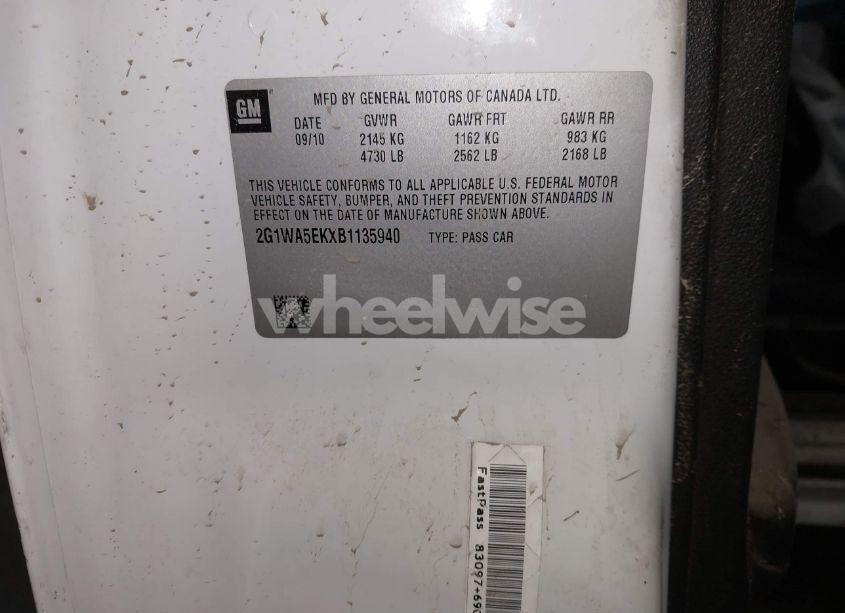 GM
MFD BY GENERAL MOTORS OF CANADA LTD.
DATE GVWR GAWR FRT GAWR RR
09/10 2145 KG 1162 KG 983 KG
4730 LB 2562 LB 2168 LB
THIS VEHICLE CONFORMS TO ALL APPLICABLE U.S. FEDERAL MOTOR
VEHICLE SAFETY, BUMPER, AND THEFT PREVENTION STANDARDS IN
EFFECT ON THE DATE OF MANUFACTURE SHOWN ABOVE.
2G1WA5EKXB1135940 TYPE: PASS CAR
wheelwise
FastPass 83097+69